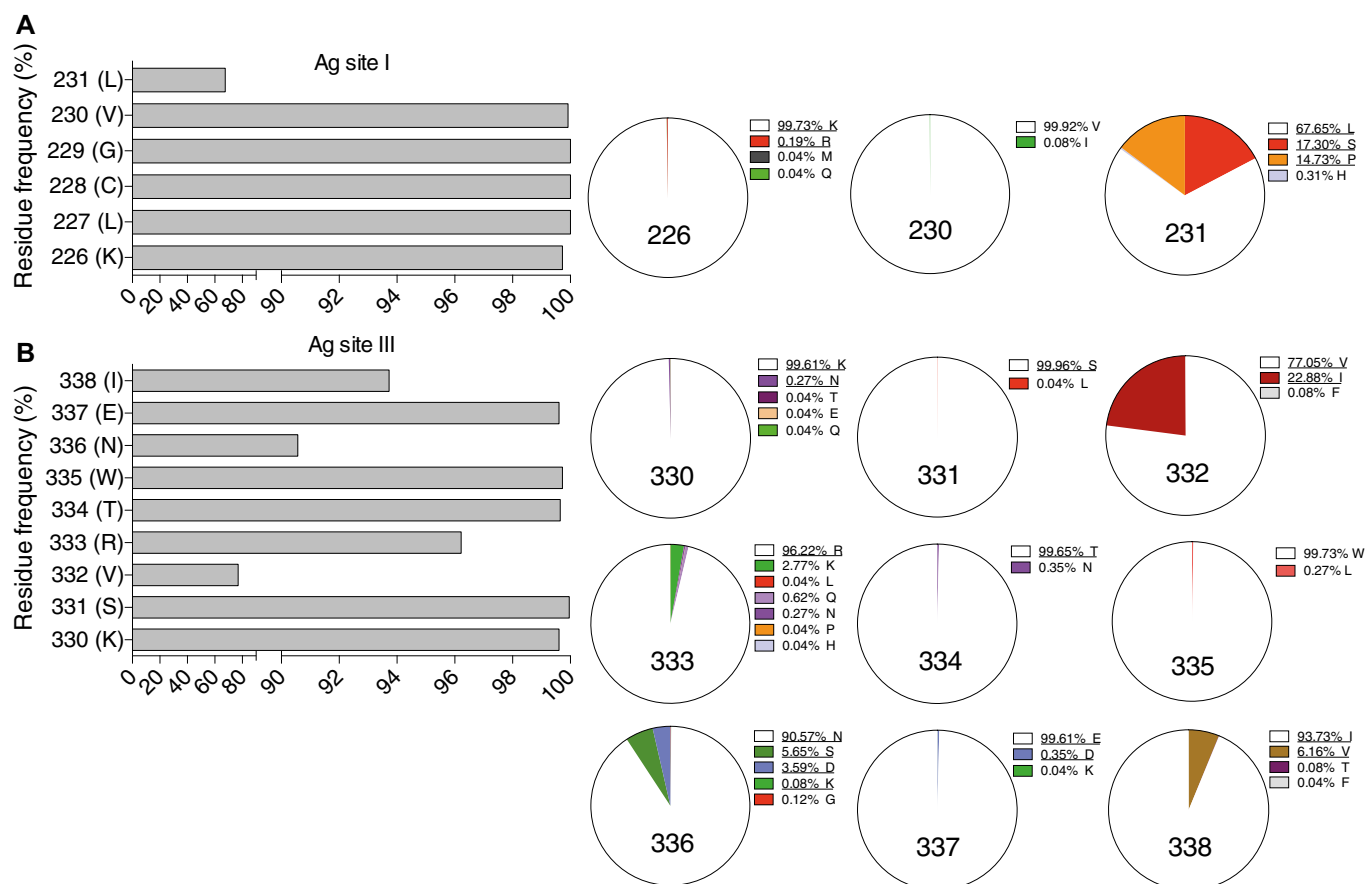 A
Ag site I
Residue frequency (%)
231 (L)
230 (V)
229 (G)
228 (C)
227 (L)
226 (K)
0 20 40 60 80 90 92 94 96 98 100
99.73% K
0.19% R
0.04% M
0.04% Q
226
99.92% V
0.08% I
230
67.65% L
17.30% S
14.73% P
0.31% H
231
B
Ag site III
Residue frequency (%)
338 (I)
337 (E)
336 (N)
335 (W)
334 (T)
333 (R)
332 (V)
331 (S)
330 (K)
0 20 40 60 80 90 92 94 96 98 100
99.61% K
0.27% N
0.04% T
0.04% E
0.04% Q
330
99.96% S
0.04% L
331
77.05% V
22.88% I
0.08% F
332
96.22% R
2.77% K
0.04% L
0.62% Q
0.27% N
0.04% P
0.04% H
333
99.65% T
0.35% N
334
99.73% W
0.27% L
335
90.57% N
5.65% S
3.59% D
0.08% K
0.12% G
336
99.61% E
0.35% D
0.04% K
337
93.73% I
6.16% V
0.08% T
0.04% F
338